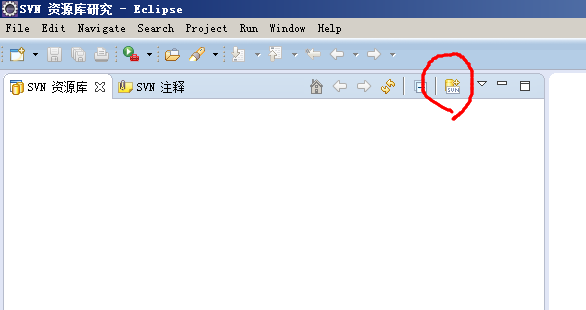 SVN 资源库研究 - Eclipse
File Edit Navigate Search Project Run Window Help
SVN 资源库 SVN 注释
SVN